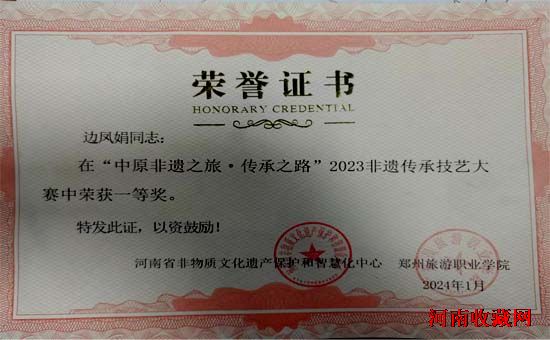 荣誉证书
HONORARY CREDENTIAL
边凤娟同志：
在“中原非遗之旅·传承之路”2023非遗传承技艺大
赛中荣获一等奖。
特发此证，以资鼓励！
河南省非物质文化遗产保护和智慧化中心 郑州旅游职业学院
2024年1月
河南收藏网